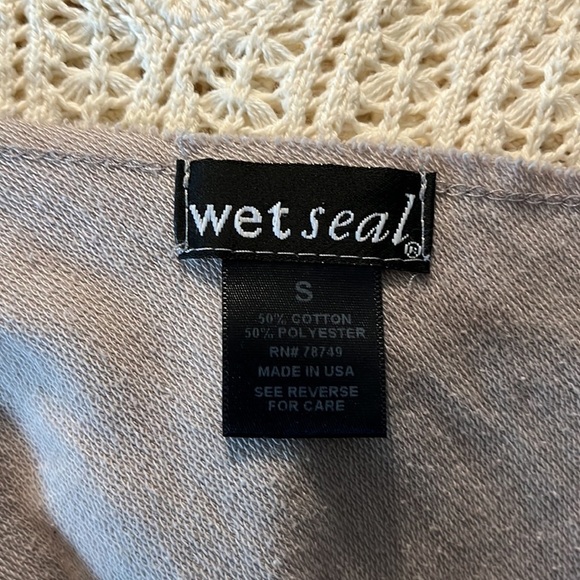 wet seal®
S
50% COTTON
50% POLYESTER
RN# 78749
MADE IN USA
SEE REVERSE
FOR CARE